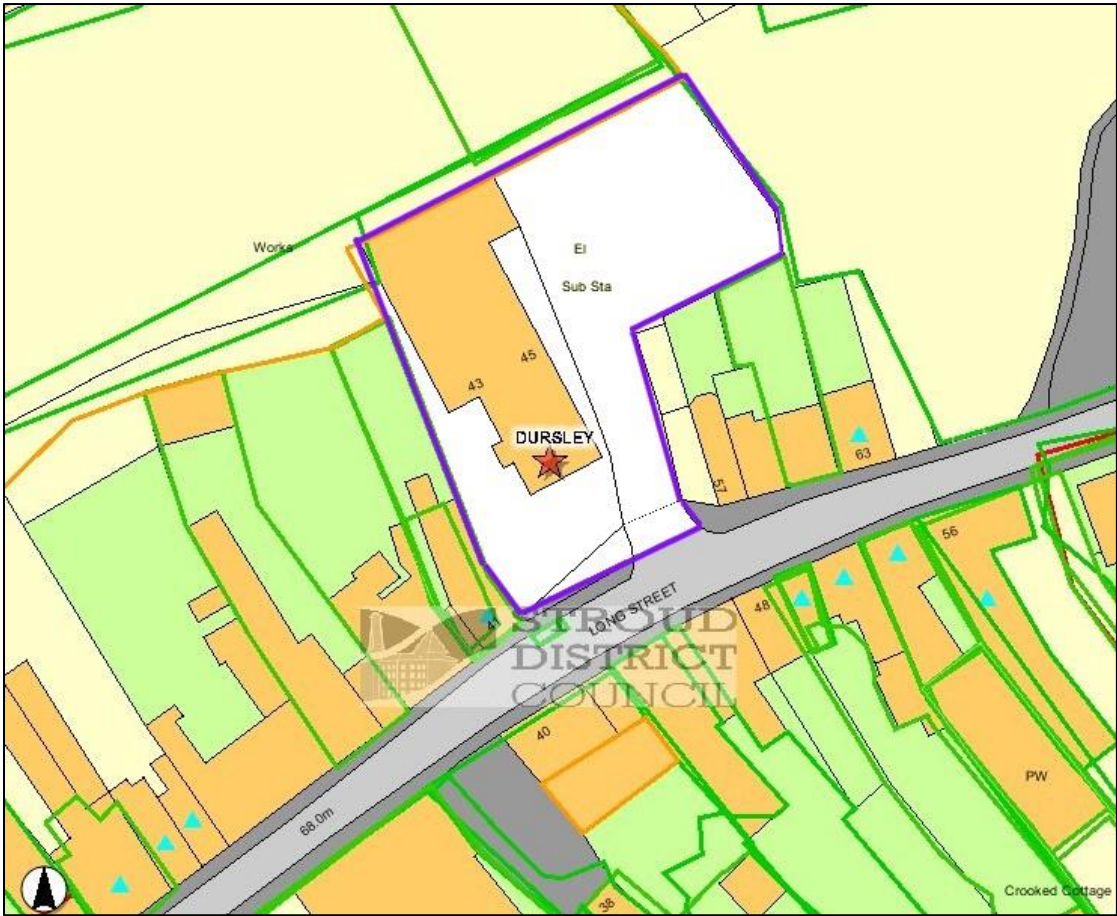 Works
El
Sub Sta
45
43
DURSLEY
63
57
56
41
LONG STREET
48
STROUD
DISTRICT
COUNCIL
40
PW
68.0m
Crooked Cottage
38